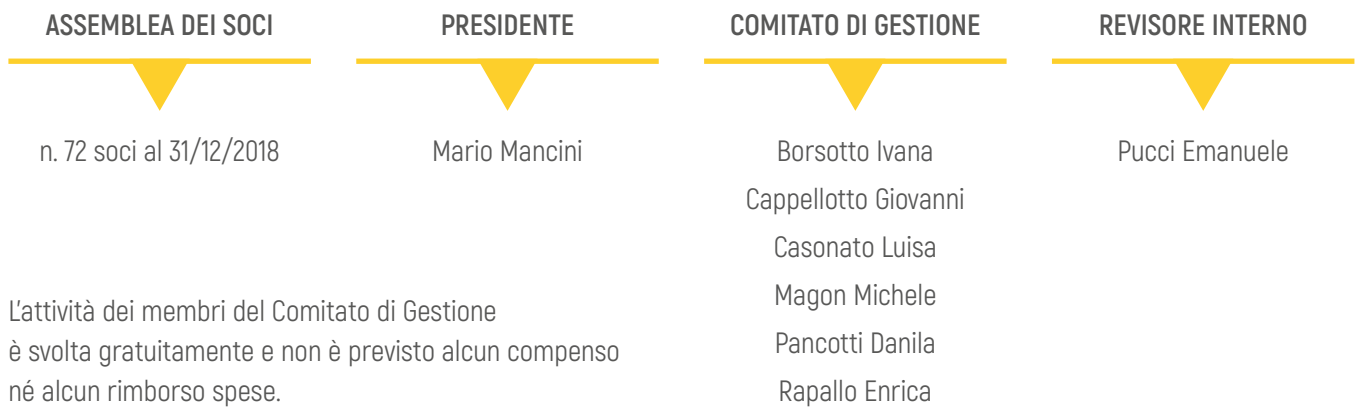 ASSEMBLEA DEI SOCI
n. 72 soci al 31/12/2018
PRESIDENTE
Mario Mancini
COMITATO DI GESTIONE
Borsotto Ivana
Cappellotto Giovanni
Casonato Luisa
Magon Michele
Pancotti Danila
Rapallo Enrica
REVISORE INTERNO
Pucci Emanuele
L'attività dei membri del Comitato di Gestione
è svolta gratuitamente e non è previsto alcun compenso
né alcun rimborso spese.